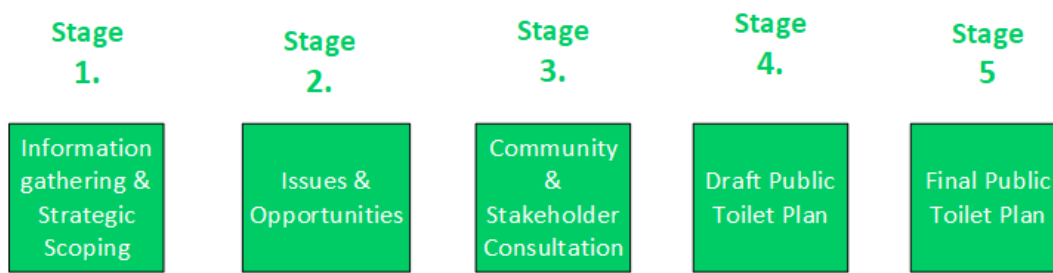 Stage
1.
Stage
2.
Stage
3.
Stage
4.
Stage
5
Information
gathering &
Strategic
Scoping
Issues &
Opportunities
Community
&
Stakeholder
Consultation
Draft Public
Toilet Plan
Final Public
Toilet Plan